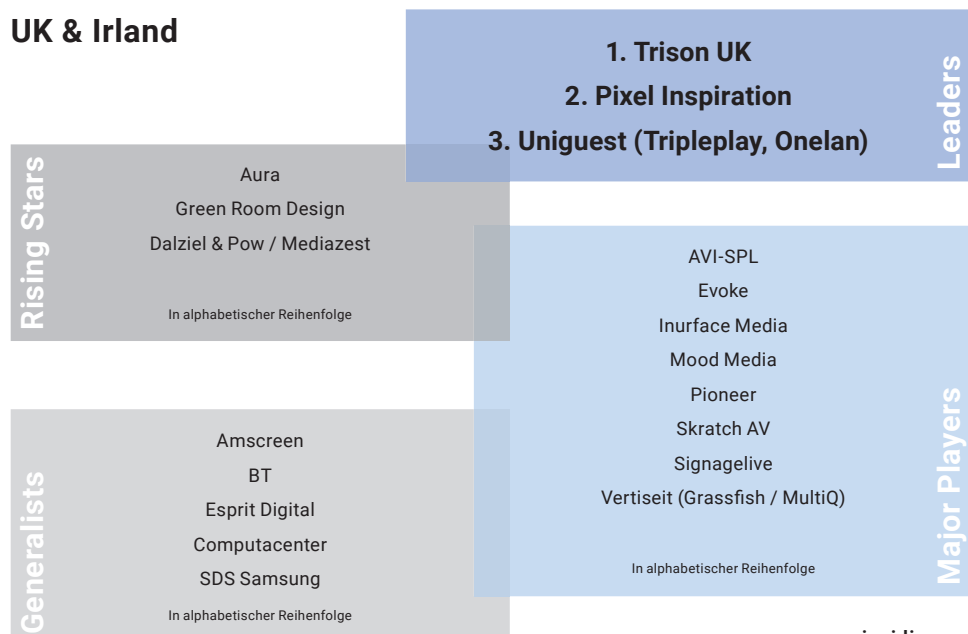 UK & Irland
1. Trison UK
2. Pixel Inspiration
3. Uniguest (Tripleplay, Onelan)
Leaders
Rising Stars
Aura
Green Room Design
Dalziel & Pow / Mediazest
In alphabetischer Reihenfolge
AVI-SPL
Evoke
Inurface Media
Mood Media
Pioneer
Skratch AV
Signagelive
Vertiseit (Grassfish / MultiQ)
In alphabetischer Reihenfolge
Major Players
Generalists
Amscreen
BT
Esprit Digital
Computacenter
SDS Samsung
In alphabetischer Reihenfolge